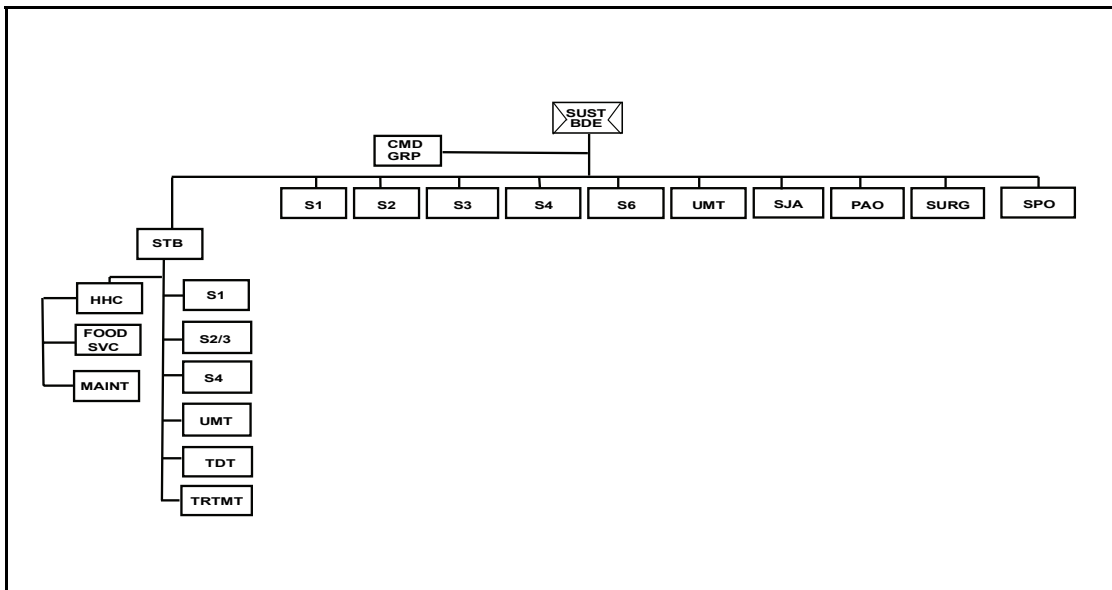 SUST
BDE
CMD
GRP
S1
S2
S3
S4
S6
UMT
SJA
PAO
SURG
SPO
STB
HHC
FOOD
SVC
MAINT
S1
S2/3
S4
UMT
TDT
TRTMT